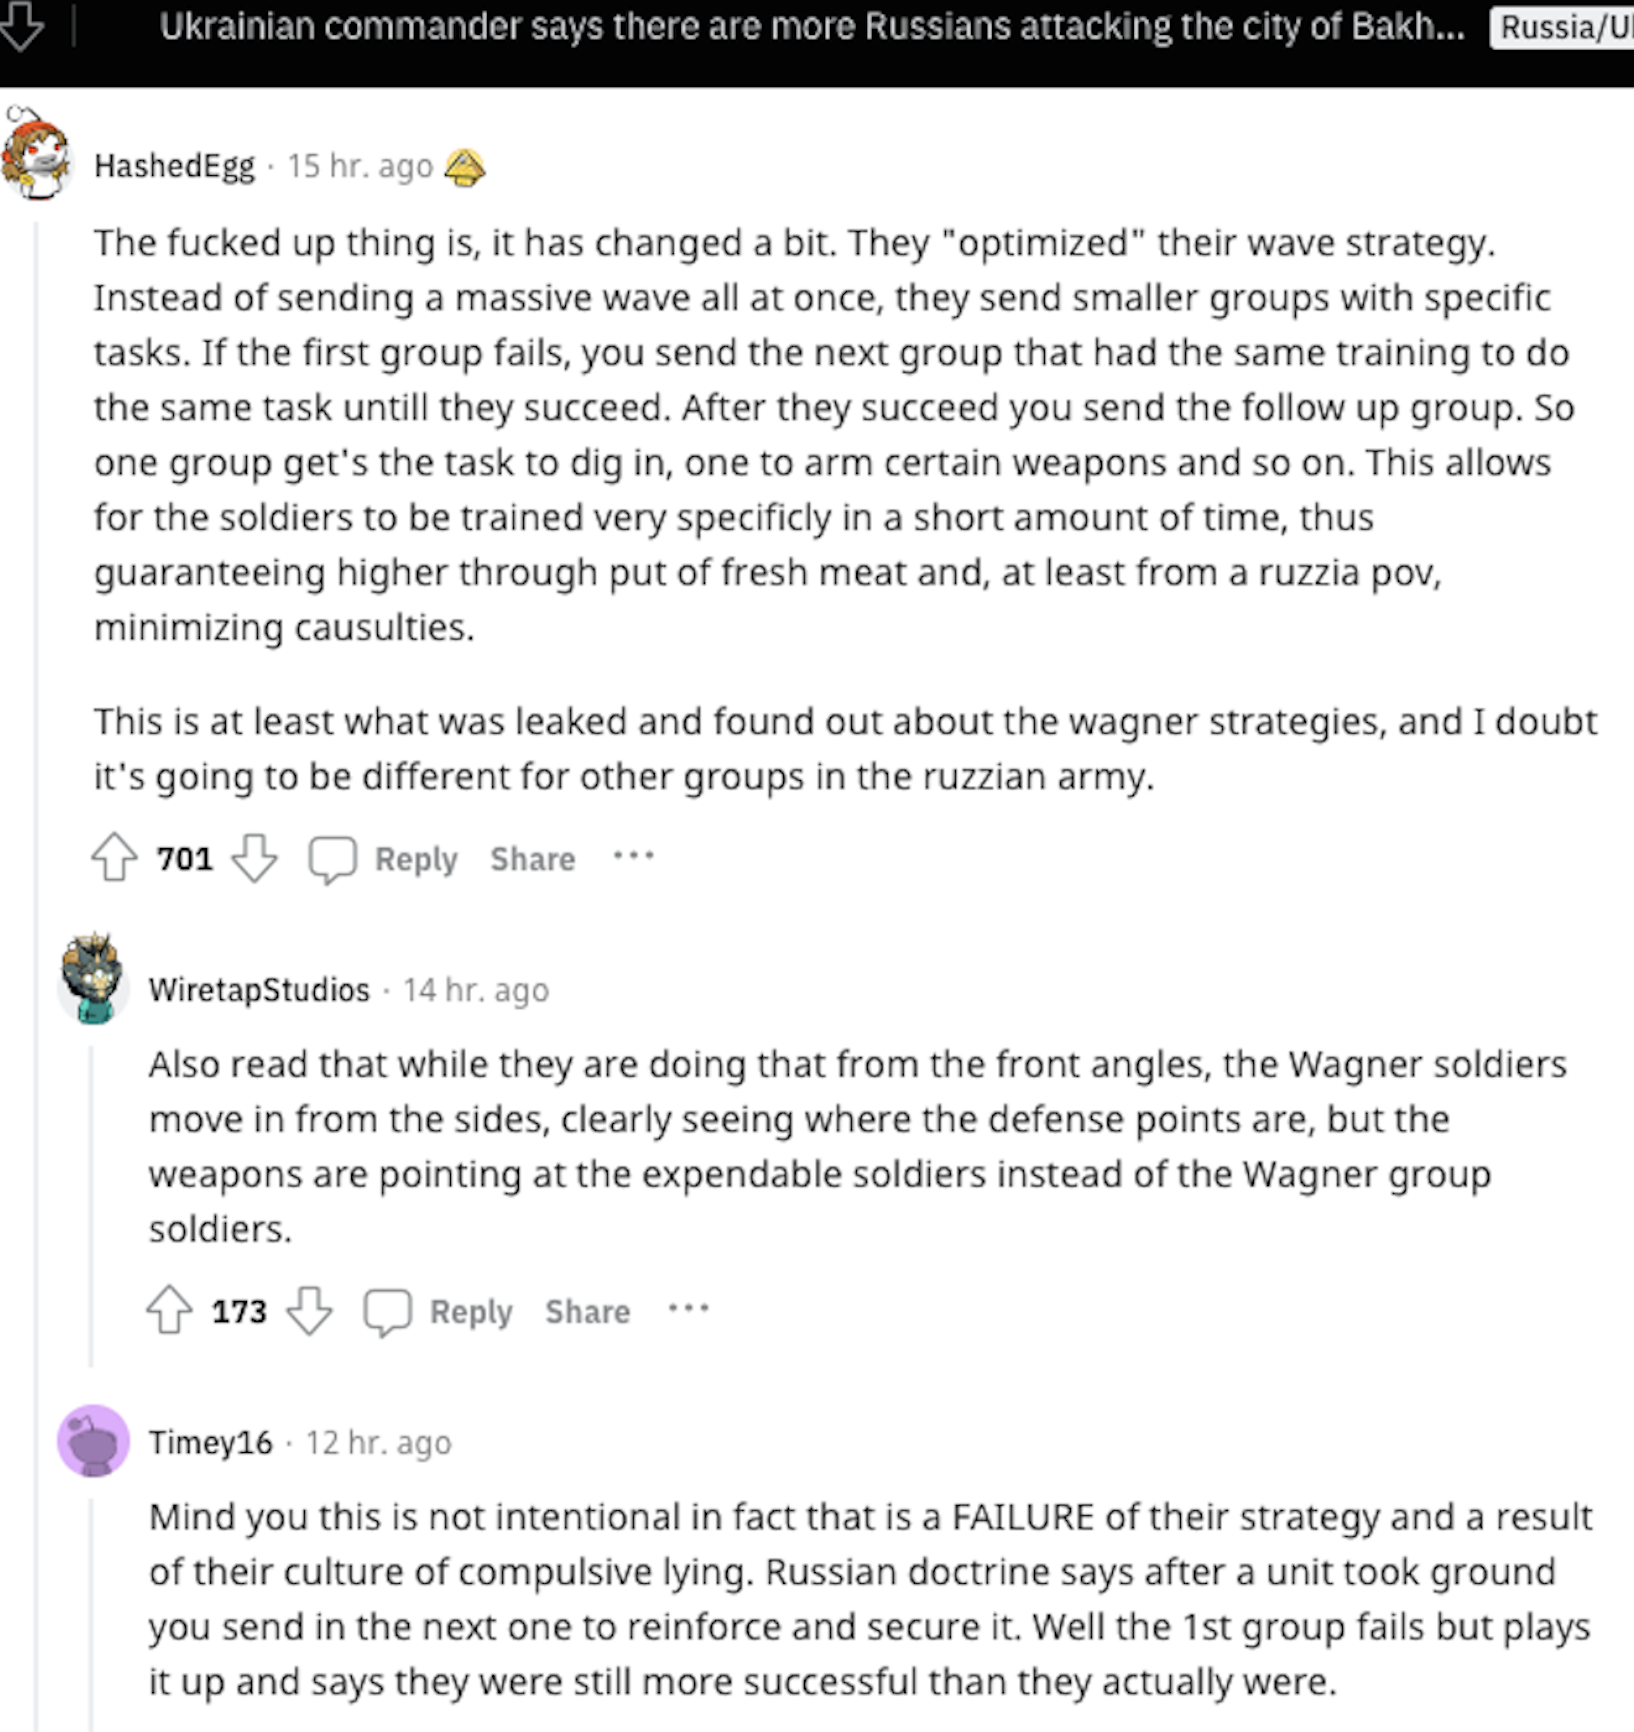 Ukrainian commander says there are more Russians attacking the city of Bakh...
Russia/U
HashedEgg · 15 hr. ago
The fucked up thing is, it has changed a bit. They "optimized" their wave strategy.
Instead of sending a massive wave all at once, they send smaller groups with specific
tasks. If the first group fails, you send the next group that had the same training to do
the same task untill they succeed. After they succeed you send the follow up group. So
one group get's the task to dig in, one to arm certain weapons and so on. This allows
for the soldiers to be trained very specificly in a short amount of time, thus
guaranteeing higher through put of fresh meat and, at least from a ruzzia pov,
minimizing causulties.
This is at least what was leaked and found out about the wagner strategies, and I doubt
it's going to be different for other groups in the ruzzian army.
701 Reply Share ···
WiretapStudios · 14 hr. ago
Also read that while they are doing that from the front angles, the Wagner soldiers
move in from the sides, clearly seeing where the defense points are, but the
weapons are pointing at the expendable soldiers instead of the Wagner group
soldiers.
173 Reply Share ···
Timey16 · 12 hr. ago
Mind you this is not intentional in fact that is a FAILURE of their strategy and a result
of their culture of compulsive lying. Russian doctrine says after a unit took ground
you send in the next one to reinforce and secure it. Well the 1st group fails but plays
it up and says they were still more successful than they actually were.